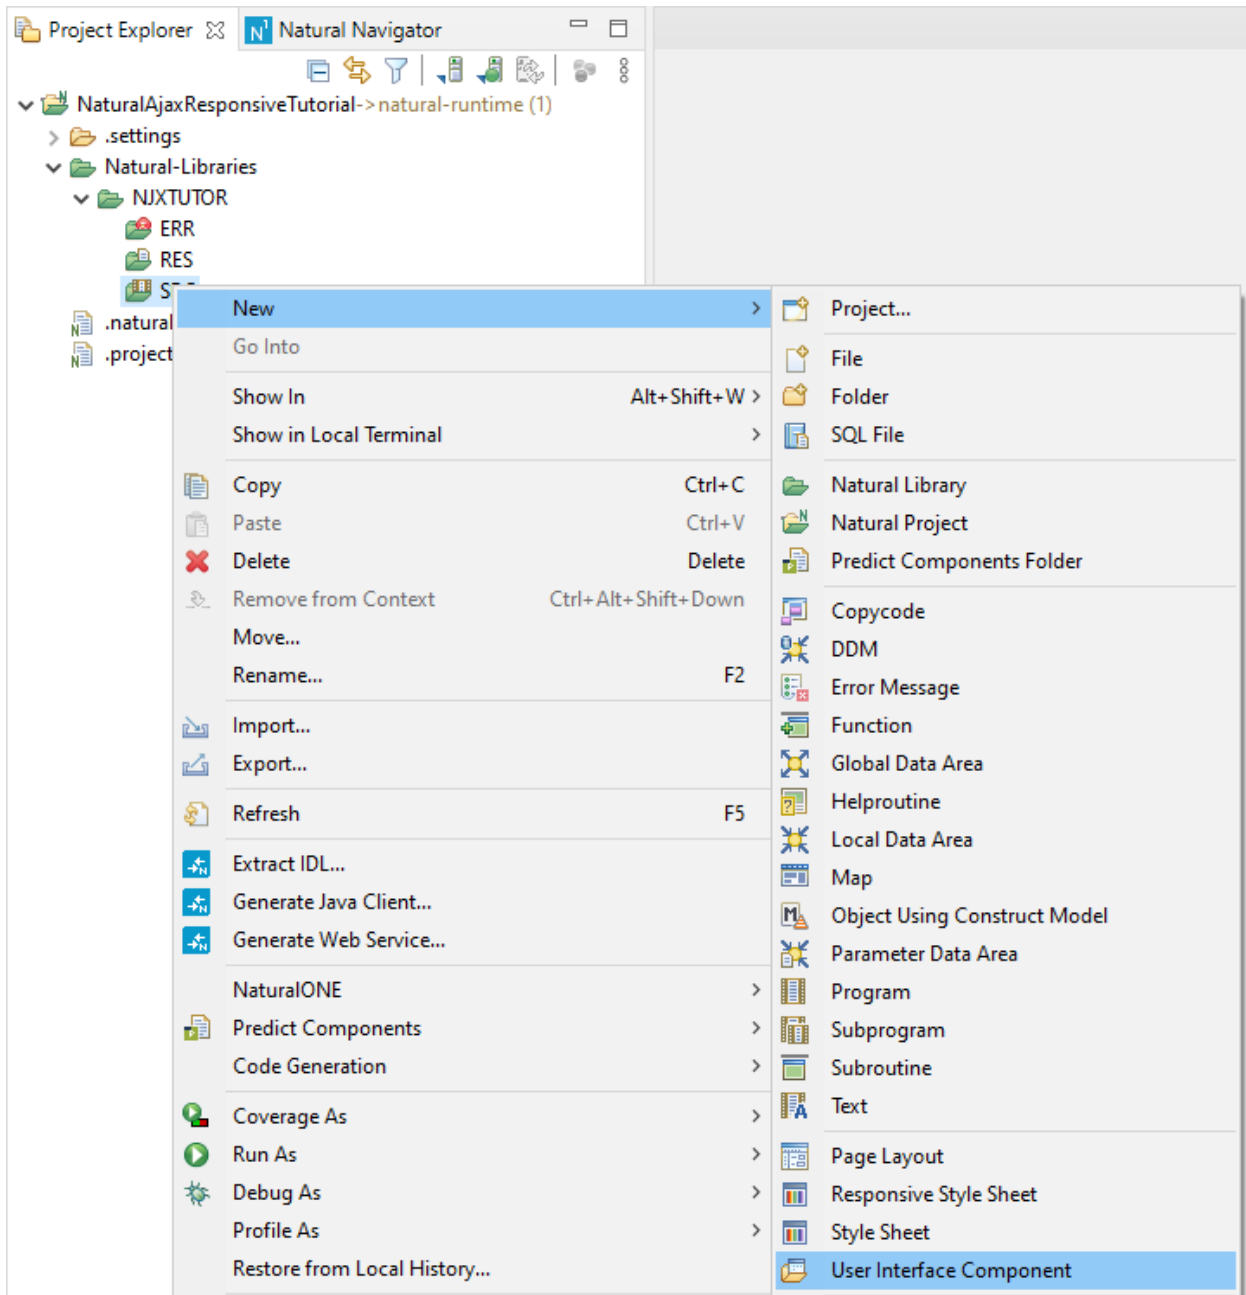 Project Explorer
Natural Navigator
NaturalAjaxResponsiveTutorial->natural-runtime (1)
.settings
Natural-Libraries
NJXTUTOR
ERR
RES
.natural
.project
New
Go Into
Show In Alt+Shift+W
Show in Local Terminal
Copy Ctrl+C
Paste Ctrl+V
Delete Delete
Remove from Context Ctrl+Alt+Shift+Down
Move...
Rename... F2
Import...
Export...
Refresh F5
Extract IDL...
Generate Java Client...
Generate Web Service...
NaturalONE
Predict Components
Code Generation
Coverage As
Run As
Debug As
Profile As
Restore from Local History...
Project...
File
Folder
SQL File
Natural Library
Natural Project
Predict Components Folder
Copycode
DDM
Error Message
Function
Global Data Area
Helproutine
Local Data Area
Map
Object Using Construct Model
Parameter Data Area
Program
Subprogram
Subroutine
Text
Page Layout
Responsive Style Sheet
Style Sheet
User Interface Component